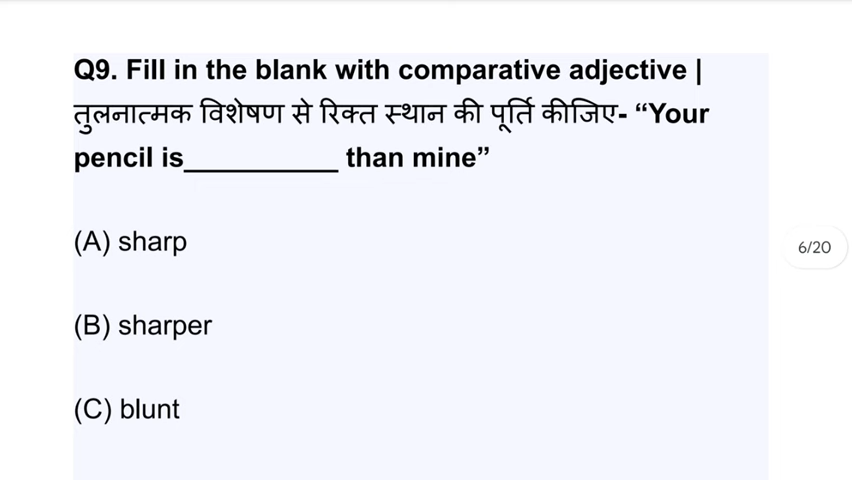 Q9. Fill in the blank with comparative adjective |
तुलनात्मक विशेषण से रिक्त स्थान की पूर्ति कीजिए- “Your
pencil is__________ than mine”
(A) sharp
6/20
(B) sharper
(C) blunt